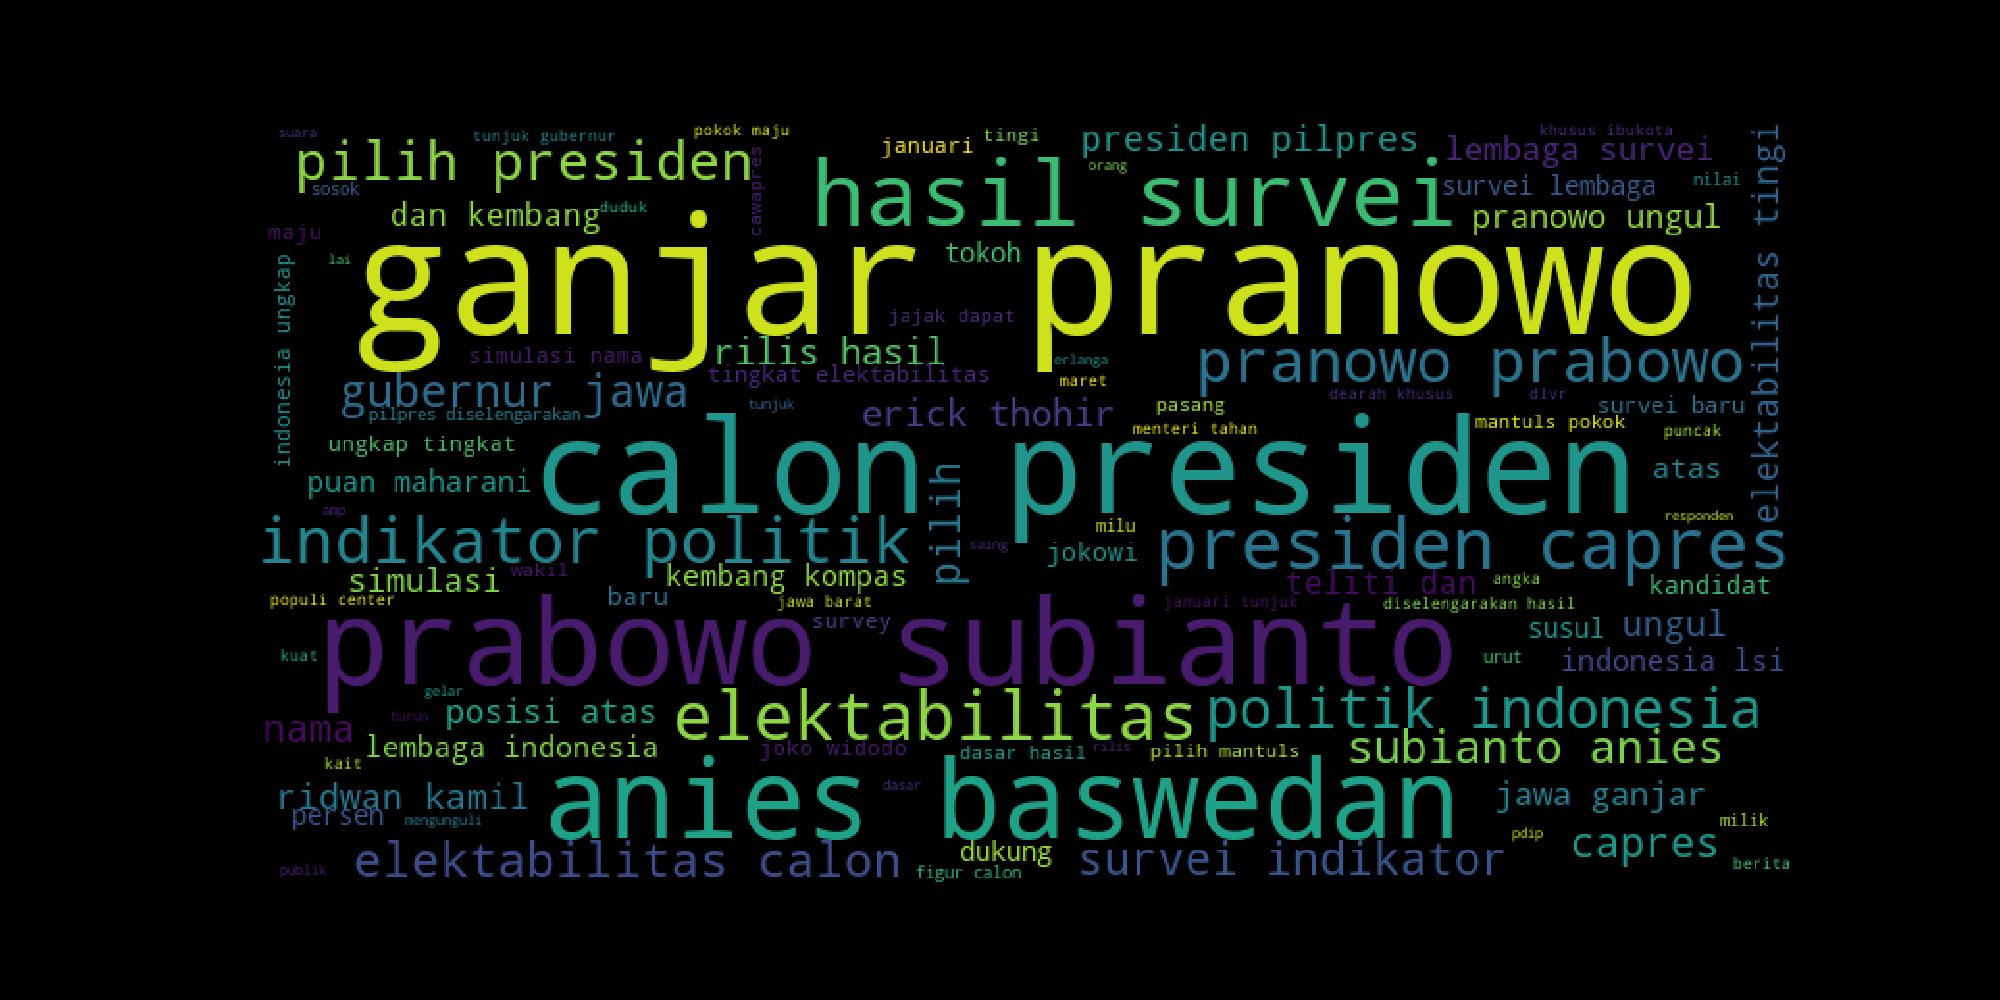 suara
tunjuk gubernur
pokok maju
januari
tingi
presiden pilpres
khusus ibukota
elektabilitas tingi
pilih presiden
cawapres
hasil survei
orang
lembaga survei
sosok
survei lembaga
nilai
dan kembang
duduk
pranowo ungul
maju
ganjar pranowo
tokoh
indonesia ungkap
lai
jajak dapat
simulasi nama
rilis hasil
erlanga
pranowo prabowo
gubernur jawa
tingkat elektabilitas
maret
dearah khusus
dlvr
pilpres diselengarakan
tunjuk
erick thohir
pasang
survei baru
menteri tahan
mantuls pokok
puncak
ungkap tingkat
calon presiden
atas
puan maharani
pilih
amp
indikator politik
milu
responden
saing
jokowi
presiden capres
simulasi
wakil
kembang kompas
teliti dan
angka
kandidat
populi center
baru
jawa barat
januari tunjuk
diselengarakan hasil
prabowo subianto
survey
susul
ungul
kuat
urut
indonesia lsi
gelar
posisi atas
elektabilitas
politik indonesia
nama
turun
lembaga indonesia
joko widodo
dasar hasil
rilis
pilih mantuls
subianto anies
kait
anies baswedan
ridwan kamil
dasar
jawa ganjar
persen
mengunguli
milik
pdip
capres
publik
elektabilitas calon
dukung
figur calon
survei indikator
berita